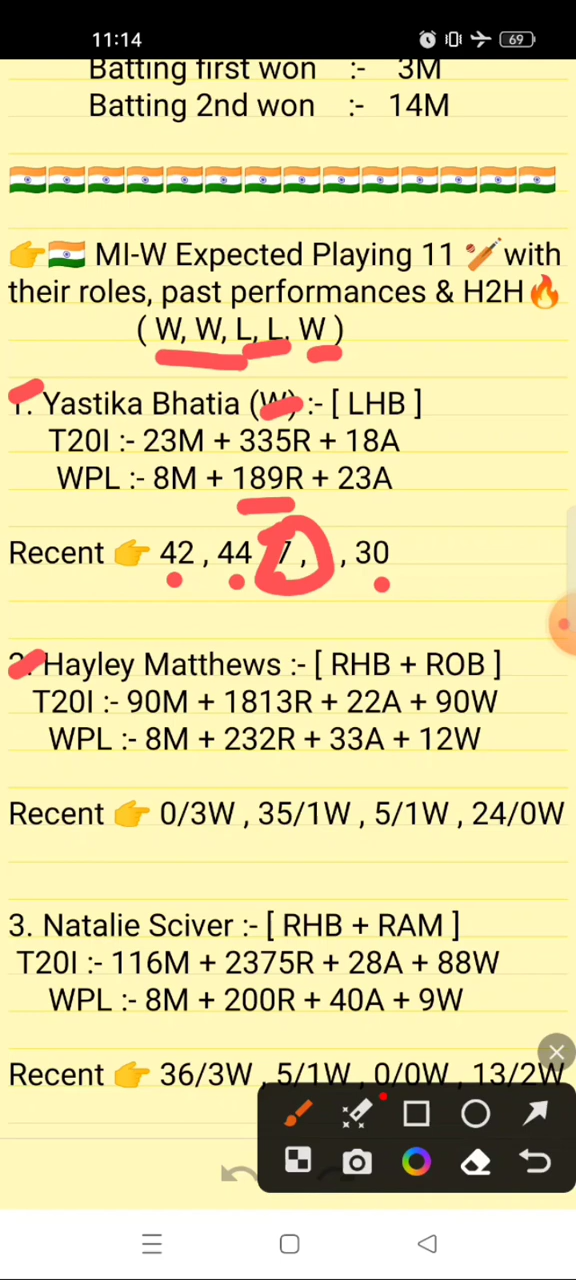 11:14
69
Batting first won :- 3M
Batting 2nd won :- 14M
MI-W Expected Playing 11 with
their roles, past performances & H2H
( W, W, L, L, W )
1. Yastika Bhatia (W) :- [ LHB ]
T20I :- 23M + 335R + 18A
WPL :- 8M + 189R + 23A
Recent 👉 42 , 44 7 , , 30
2. Hayley Matthews :- [ RHB + ROB ]
T20I :- 90M + 1813R + 22A + 90W
WPL :- 8M + 232R + 33A + 12W
Recent 👉 0/3W , 35/1W , 5/1W , 24/0W
3. Natalie Sciver :- [ RHB + RAM ]
T20I :- 116M + 2375R + 28A + 88W
WPL :- 8M + 200R + 40A + 9W
Recent 👉 36/3W , 5/1W , 0/0W , 13/2W